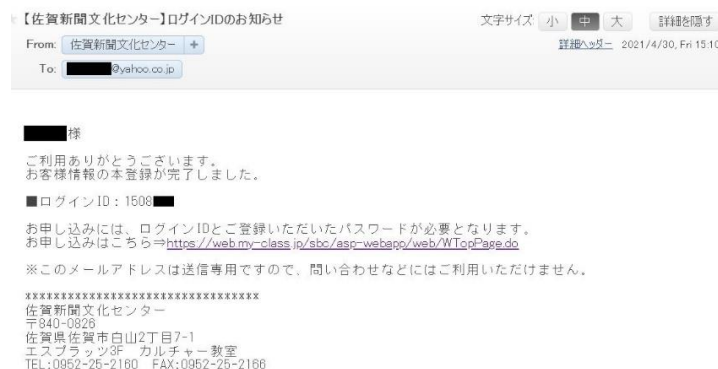 【佐賀新聞文化センター】ログインIDのお知らせ
文字サイズ 小 中 大 詳細を隠す
From: 佐賀新聞文化センター +
詳細ヘッダー 2021/4/30, Fri 15:10
To: @yahoo.co.jp
様
ご利用ありがとうございます。
お客様情報の本登録が完了しました。
■ログインID：1508
お申し込みには、ログインIDとご登録いただいたパスワードが必要となります。
お申し込みはこちら⇒https://web.my-class.jp/sbc/asp-webapp/web/WTopPage.do
※このメールアドレスは送信専用ですので、問い合わせなどにはご利用いただけません。
*********************************
佐賀新聞文化センター
〒840-0826
佐賀県佐賀市白山2丁目7-1
エスプラッツ3F カルチャー教室
TEL:0952-25-2160 FAX:0952-25-2166